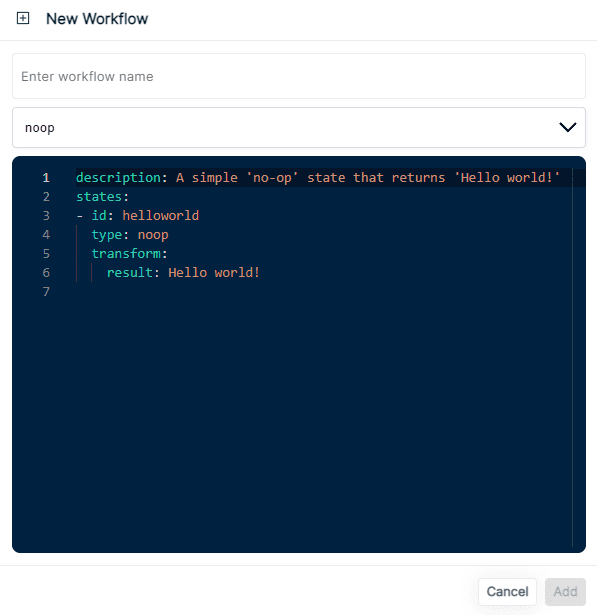 New Workflow
Enter workflow name
noop
1 description: A simple 'no-op' state that returns 'Hello world!'
2 states:
3 - id: helloworld
4   type: noop
5   transform:
6     result: Hello world!
7
Cancel Add